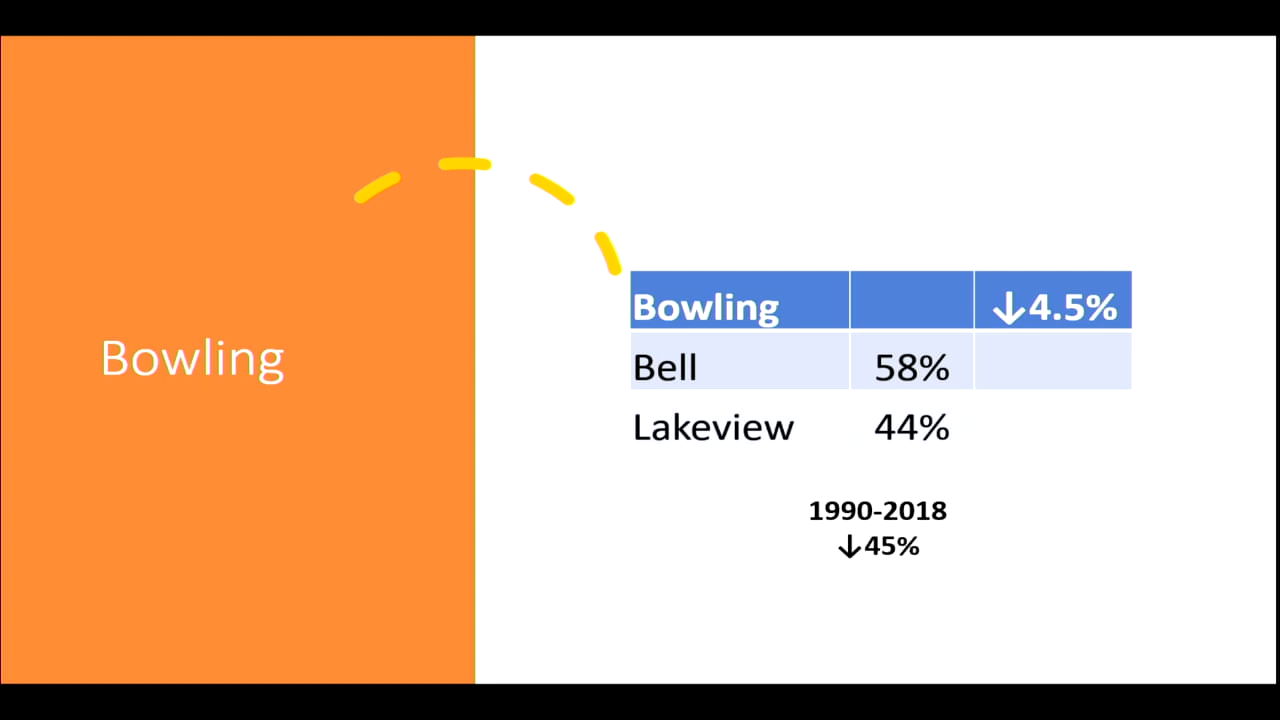 Bowling
Bowling ↓4.5%
Bell 58%
Lakeview 44%
1990-2018
↓45%